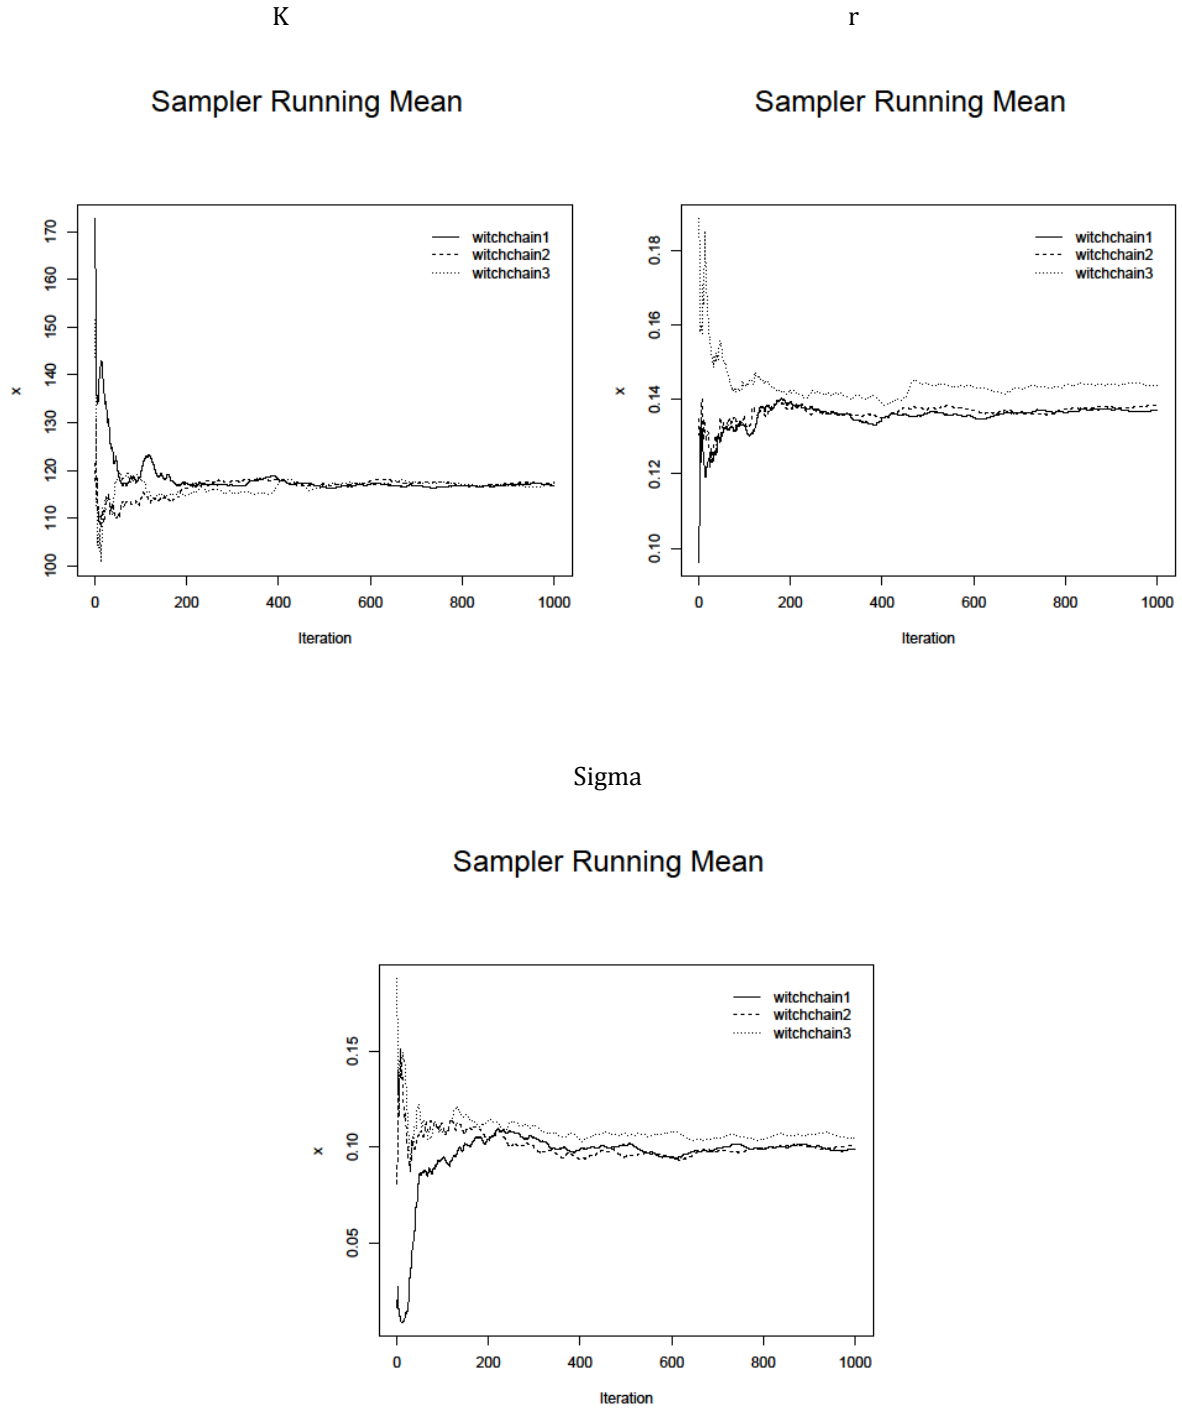 K
r
Sampler Running Mean
Sampler Running Mean
170
160
150
140
130
120
110
100
x
witchchain1
witchchain2
witchchain3
0 200 400 600 800 1000
Iteration
0.18
0.16
0.14
0.12
0.10
x
witchchain1
witchchain2
witchchain3
0 200 400 600 800 1000
Iteration
Sigma
Sampler Running Mean
0.15
0.10
0.05
x
witchchain1
witchchain2
witchchain3
0 200 400 600 800 1000
Iteration